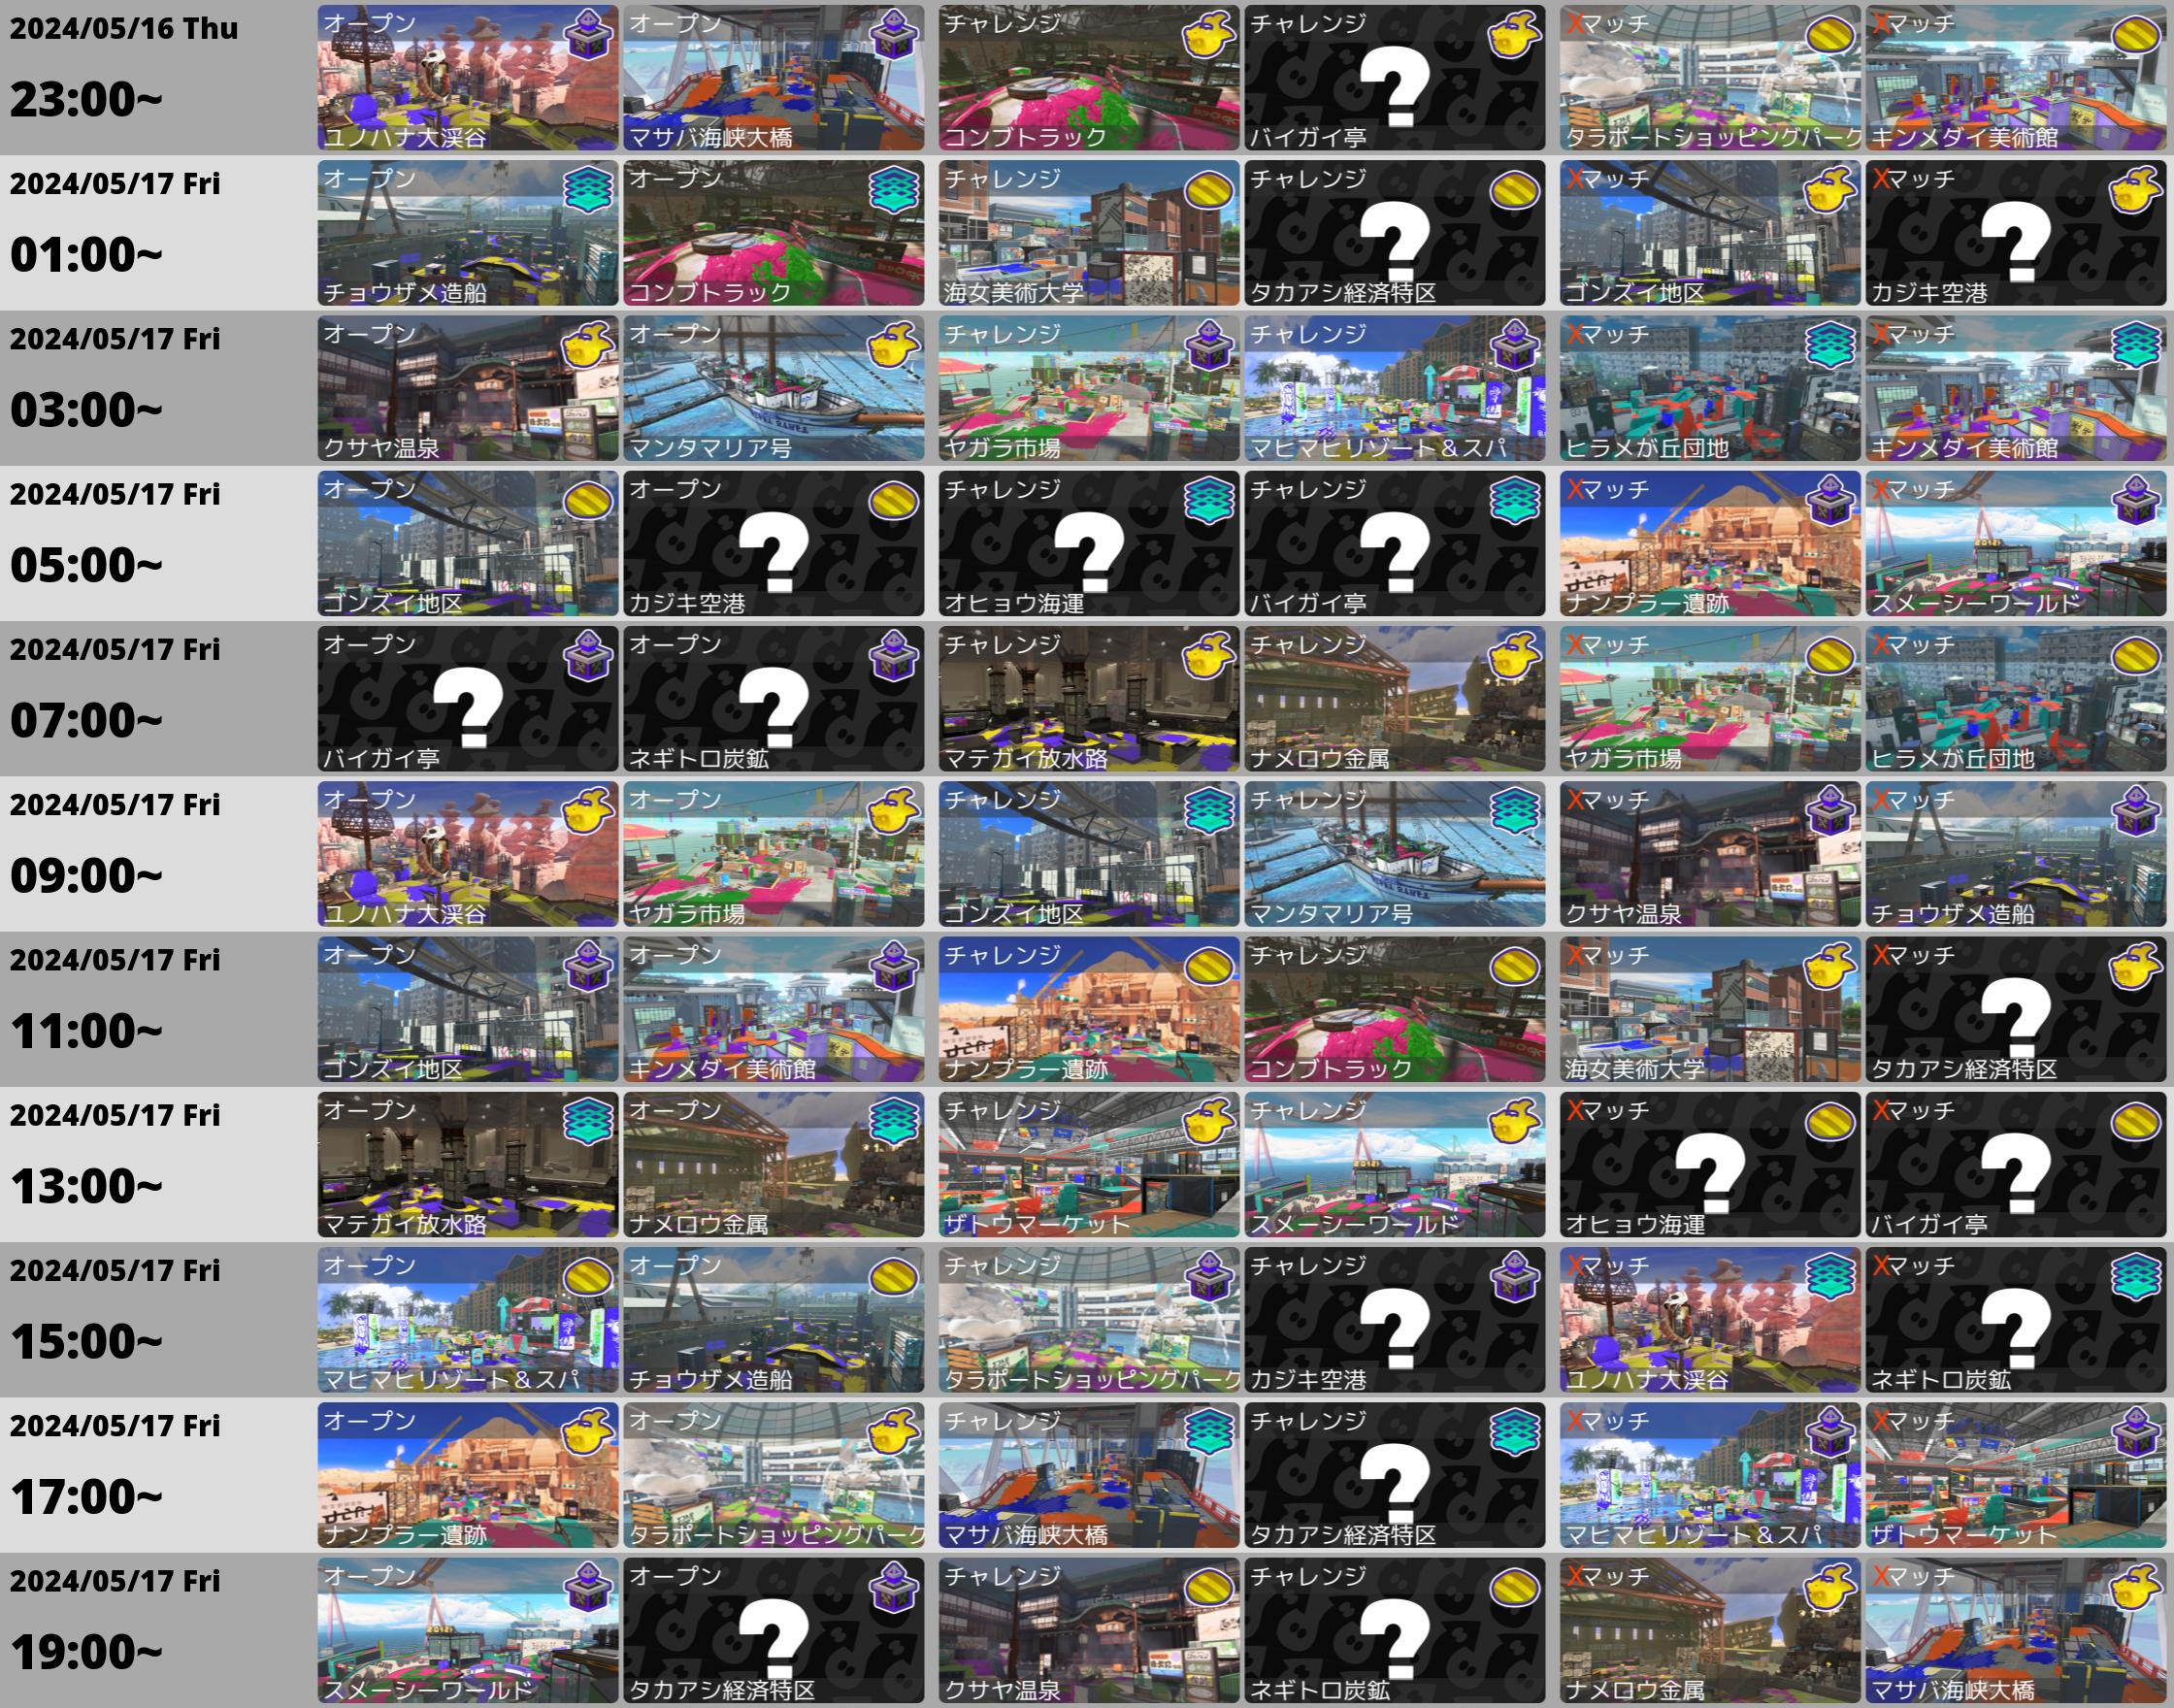 2024/05/16 Thu
23:00~
オープン
ユノハナ大渓谷
オープン
マサバ海峡大橋
チャレンジ
コンブトラック
チャレンジ
?
バイガイ亭
Xマッチ
タラポートショッピングパーク
Xマッチ
キンメダイ美術館
2024/05/17 Fri
01:00~
オープン
チョウザメ造船
オープン
コンブトラック
チャレンジ
海女美術大学
チャレンジ
?
タカアシ経済特区
Xマッチ
ゴンズイ地区
Xマッチ
?
カジキ空港
2024/05/17 Fri
03:00~
オープン
クサヤ温泉
オープン
マンタマリア号
チャレンジ
ヤガラ市場
チャレンジ
マヒマヒリゾート&スパ
Xマッチ
ヒラメが丘団地
Xマッチ
キンメダイ美術館
2024/05/17 Fri
05:00~
オープン
ゴンズイ地区
オープン
?
カジキ空港
チャレンジ
?
オヒョウ海運
チャレンジ
?
バイガイ亭
Xマッチ
ナンプラー遺跡
Xマッチ
スメーシーワールド
2024/05/17 Fri
07:00~
オープン
?
バイガイ亭
オープン
?
ネギトロ炭鉱
チャレンジ
マテガイ放水路
チャレンジ
ナメロウ金属
Xマッチ
ヤガラ市場
Xマッチ
ヒラメが丘団地
2024/05/17 Fri
09:00~
オープン
ユノハナ大渓谷
オープン
ヤガラ市場
チャレンジ
ゴンズイ地区
チャレンジ
マンタマリア号
Xマッチ
クサヤ温泉
Xマッチ
チョウザメ造船
2024/05/17 Fri
11:00~
オープン
ゴンズイ地区
オープン
キンメダイ美術館
チャレンジ
ナンプラー遺跡
チャレンジ
コンブトラック
Xマッチ
海女美術大学
Xマッチ
?
タカアシ経済特区
2024/05/17 Fri
13:00~
オープン
マテガイ放水路
オープン
ナメロウ金属
チャレンジ
ザトウマーケット
チャレンジ
スメーシーワールド
Xマッチ
?
オヒョウ海運
Xマッチ
?
バイガイ亭
2024/05/17 Fri
15:00~
オープン
マヒマヒリゾート&スパ
オープン
チョウザメ造船
チャレンジ
タラポートショッピングパーク
チャレンジ
?
カジキ空港
Xマッチ
ユノハナ大渓谷
Xマッチ
?
ネギトロ炭鉱
2024/05/17 Fri
17:00~
オープン
ナンプラー遺跡
オープン
タラポートショッピングパーク
チャレンジ
マサバ海峡大橋
チャレンジ
?
タカアシ経済特区
Xマッチ
マヒマヒリゾート&スパ
Xマッチ
ザトウマーケット
2024/05/17 Fri
19:00~
オープン
スメーシーワールド
オープン
?
タカアシ経済特区
チャレンジ
クサヤ温泉
チャレンジ
?
ネギトロ炭鉱
Xマッチ
ナメロウ金属
Xマッチ
マサバ海峡大橋